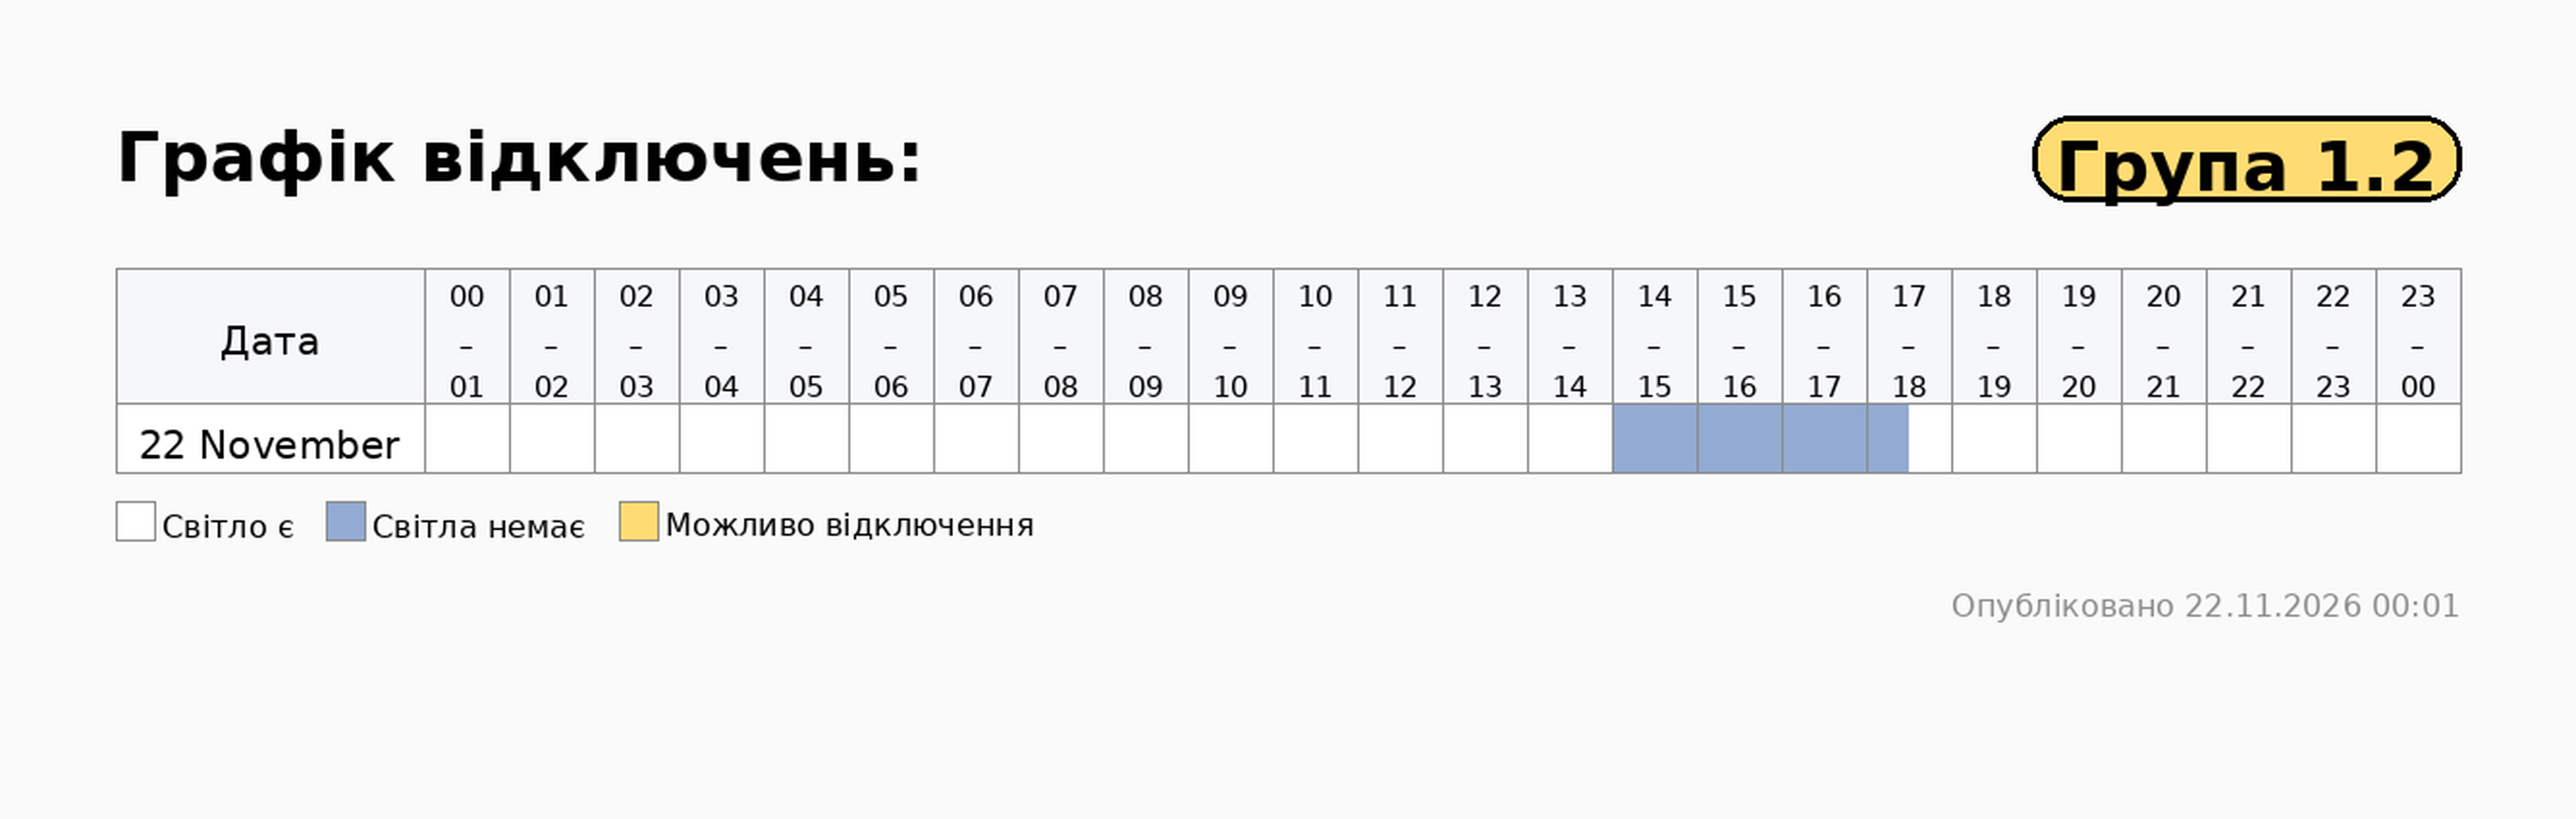 Графік відключень:
Група 1.2
Дата
00 – 01
01 – 02
02 – 03
03 – 04
04 – 05
05 – 06
06 – 07
07 – 08
08 – 09
09 – 10
10 – 11
11 – 12
12 – 13
13 – 14
14 – 15
15 – 16
16 – 17
17 – 18
18 – 19
19 – 20
20 – 21
21 – 22
22 – 23
23 – 00
22 November
Світло є
Світла немає
Можливо відключення
Опубліковано 22.11.2026 00:01